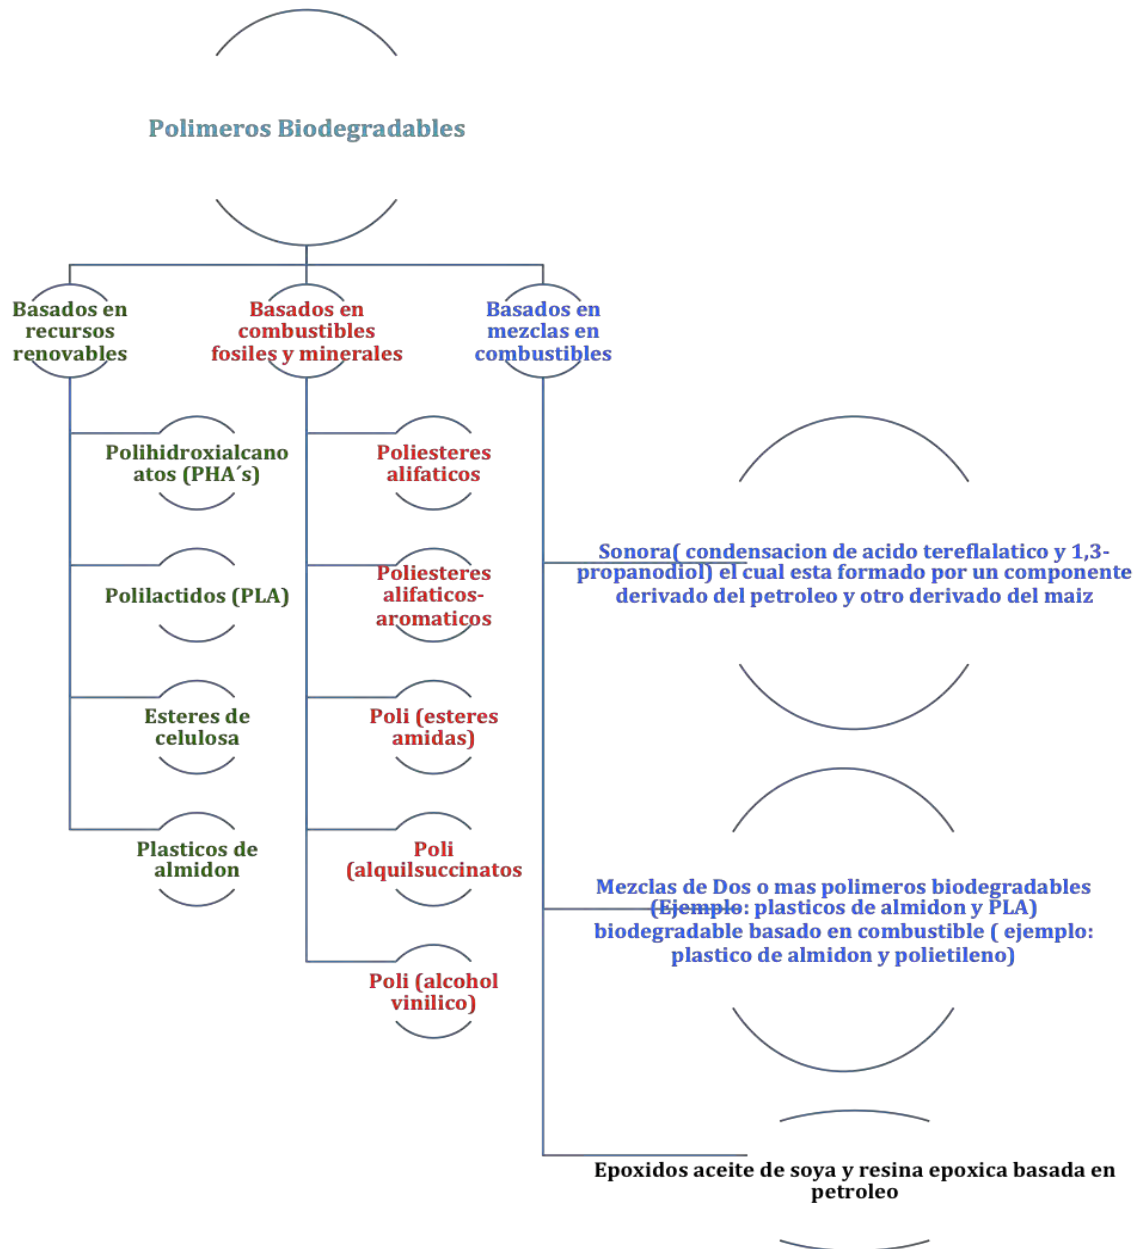 Polimeros Biodegradables
Basados en
recursos
renovables
Basados en
combustibles
fosiles y minerales
Basados en
mezclas en
combustibles
Polihidroxialcano
atos (PHA´s)
Polilactidos (PLA)
Esteres de
celulosa
Plasticos de
almidon
Poliesteres
alifaticos
Poliesteres
alifaticos-
aromaticos
Poli (esteres
amidas)
Poli
(alquilsuccinatos
Poli (alcohol
vinilico)
Sonora( condensacion de acido tereflalatico y 1,3-
propanodiol) el cual esta formado por un componente
derivado del petroleo y otro derivado del maiz
Mezclas de Dos o mas polimeros biodegradables
(Ejemplo: plasticos de almidon y PLA)
biodegradable basado en combustible ( ejemplo:
plastico de almidon y polietileno)
Epoxidos aceite de soya y resina epoxica basada en
petroleo